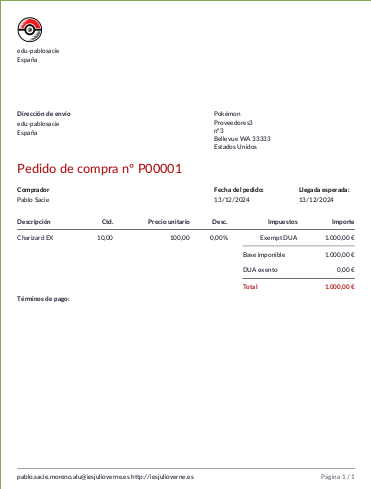 edu-pablosacie
España
Dirección de envío
edu-pablosacie
España
Pokémon
Proveedores3
nº3
Bellevue WA 33333
Estados Unidos
Pedido de compra nº P00001
Comprador Fecha del pedido: Llegada esperada:
Pablo Sacie 13/12/2024 13/12/2024
Descripción Ctd. Precio unitario Desc. Impuestos Importe
Charizard EX 10,00 100,00 0,00% Exempt DUA 1.000,00 €
Base imponible 1.000,00 €
DUA exento 0,00 €
Total 1.000,00 €
Términos de pago:
pablo.sacie.moreno.alu@iesjulioverne.es http://iesjulioverne.es Página 1 / 1